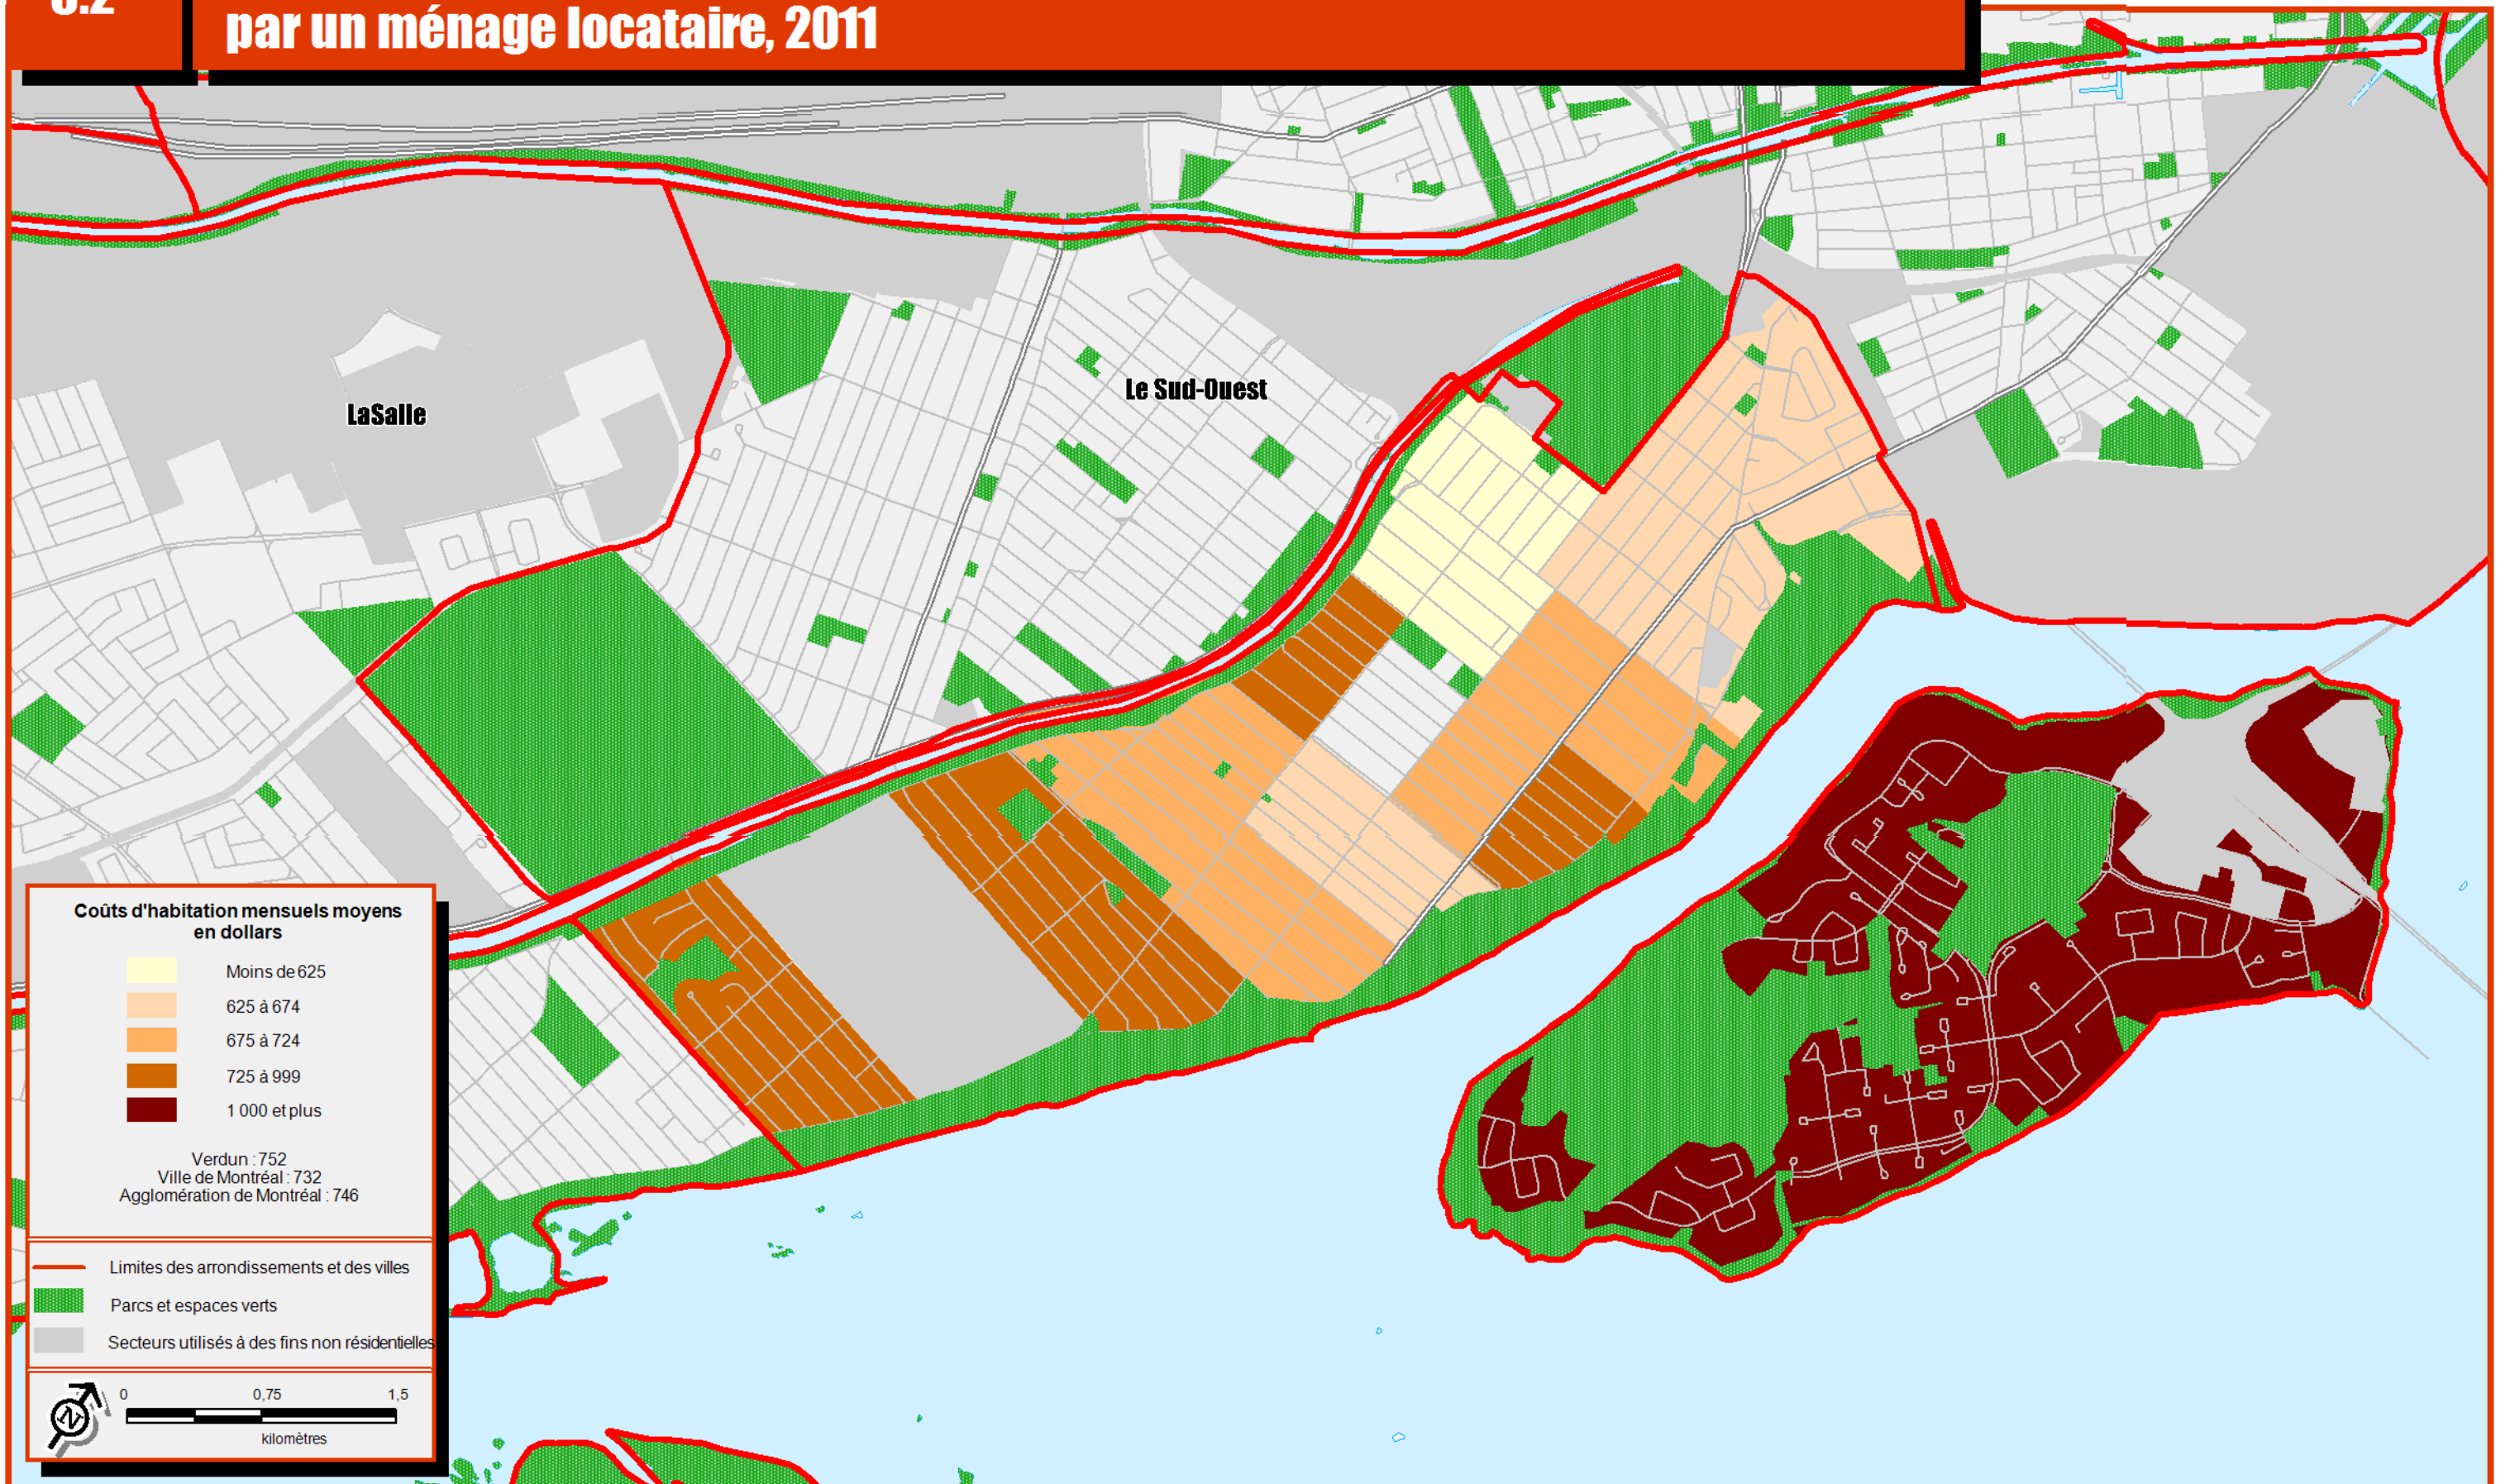 par un ménage locataire, 2011
LaSalle
Le Sud-Ouest
Coûts d'habitation mensuels moyens
en dollars
Moins de 625
625 à 674
675 à 724
725 à 999
1 000 et plus
Verdun : 752
Ville de Montréal : 732
Agglomération de Montréal : 746
Limites des arrondissements et des villes
Parcs et espaces verts
Secteurs utilisés à des fins non résidentielles
N
0 0,75 1,5
kilomètres